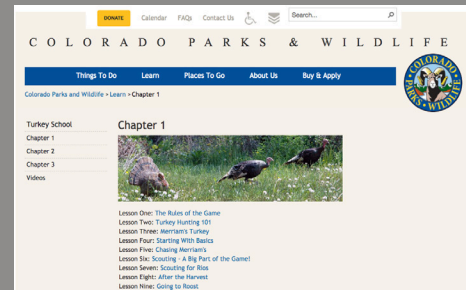 DONATE Calendar FAQs Contact Us Search...
COLORADO PARKS & WILDLIFE
Things To Do Learn Places To Go About Us Buy & Apply
COLORADO PARKS • WILDLIFE
Colorado Parks and Wildlife » Learn » Chapter 1
Turkey School
Chapter 1
Chapter 2
Chapter 3
Videos
Chapter 1
Lesson One: The Rules of the Game
Lesson Two: Turkey Hunting 101
Lesson Three: Merriam's Turkey
Lesson Four: Starting With Basics
Lesson Five: Chasing Merriam's
Lesson Six: Scouting - A Big Part of the Game!
Lesson Seven: Scouting for Rios
Lesson Eight: After the Harvest
Lesson Nine: Going to Roost